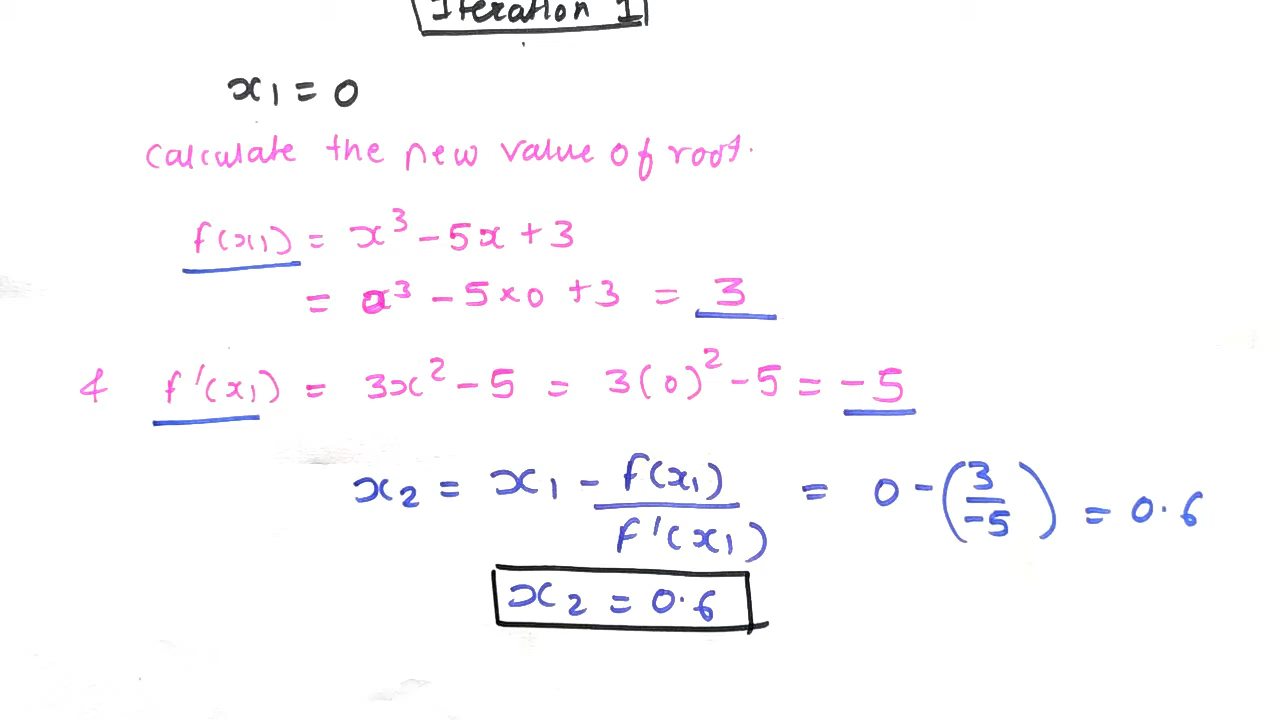 Iteration 1
x₁ = 0
Calculate the new value of root.
f(x₁) = x³ - 5x + 3
= 0³ - 5×0 + 3 = 3
& f'(x₁) = 3x² - 5 = 3(0)² - 5 = -5
x₂ = x₁ - f(x₁)/f'(x₁) = 0 - (3/-5) = 0.6
x₂ = 0.6